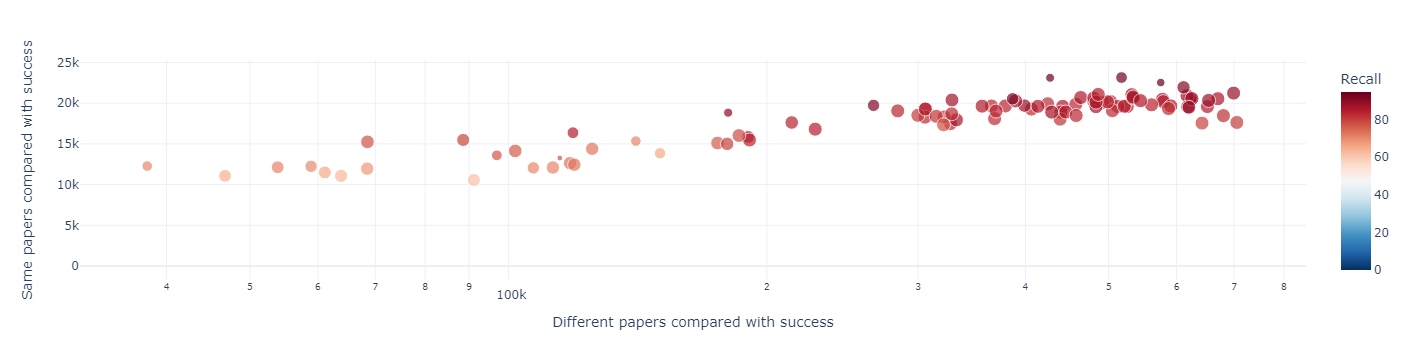 Same papers compared with success
25k
20k
15k
10k
5k
0
4 5 6 7 8 9 100k 2 3 4 5 6 7 8
Different papers compared with success
Recall
80
60
40
20
0